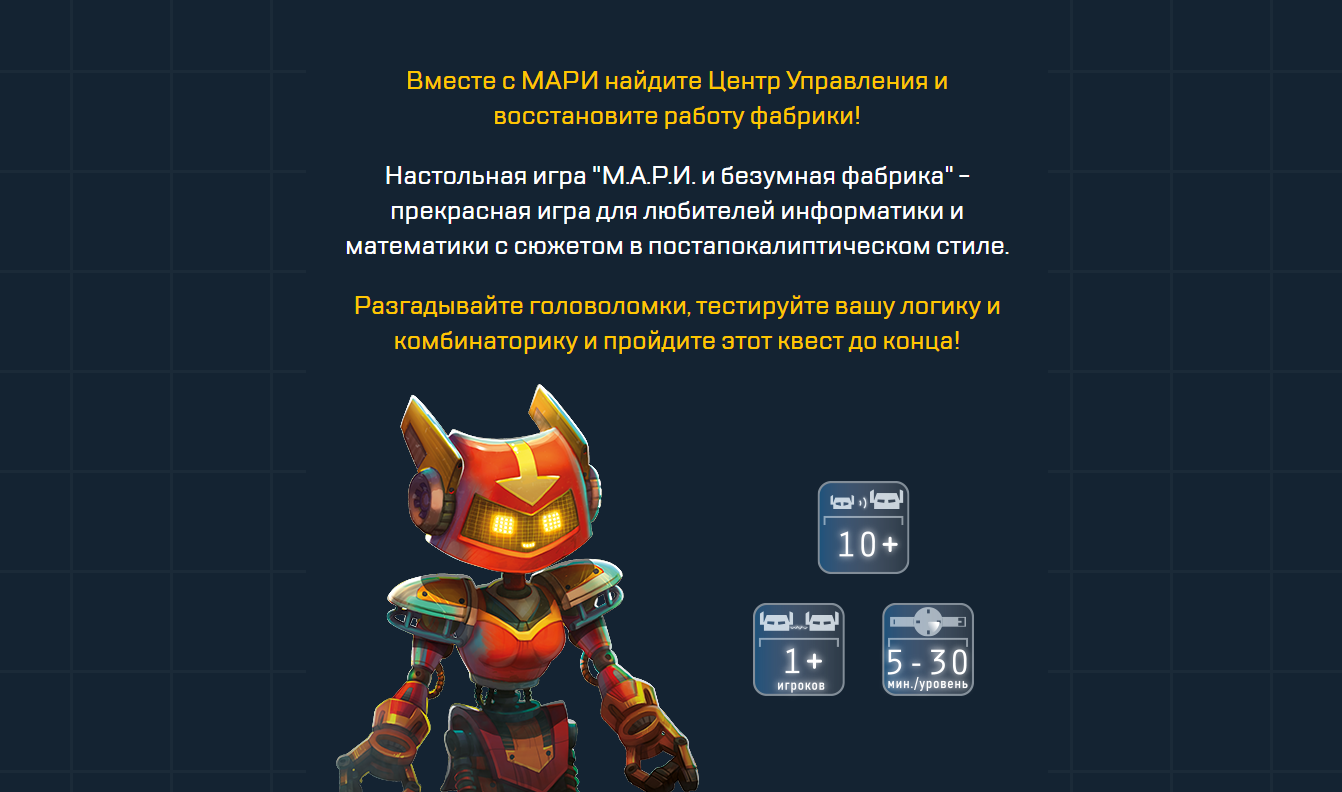 Вместе с МАРИ найдите Центр Управления и
восстановите работу фабрики!
Настольная игра "М.А.Р.И. и безумная фабрика" –
прекрасная игра для любителей информатики и
математики с сюжетом в постапокалиптическом стиле.
Разгадывайте головоломки, тестируйте вашу логику и
комбинаторику и пройдите этот квест до конца!
10+
1+
игроков
5-30
мин./уровень